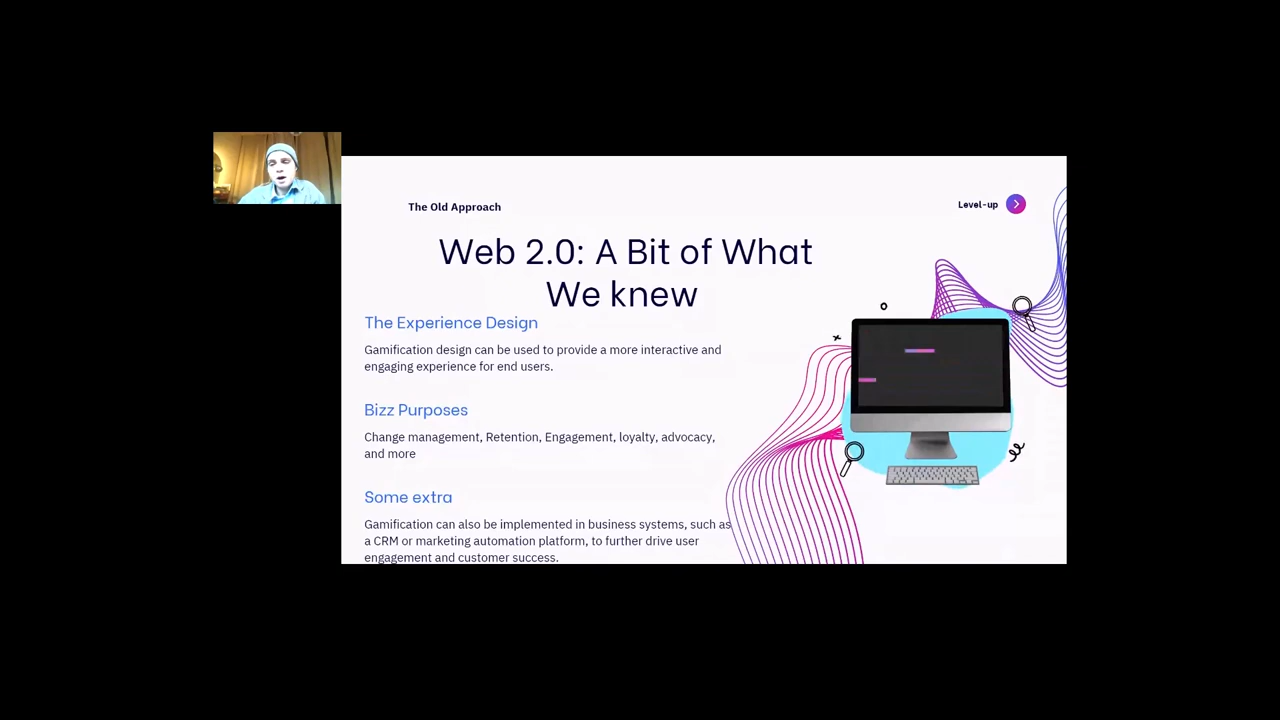 The Old Approach
Level-up
Web 2.0: A Bit of What
We knew
The Experience Design
Gamification design can be used to provide a more interactive and
engaging experience for end users.
Bizz Purposes
Change management, Retention, Engagement, loyalty, advocacy,
and more
Some extra
Gamification can also be implemented in business systems, such as
a CRM or marketing automation platform, to further drive user
engagement and customer success.